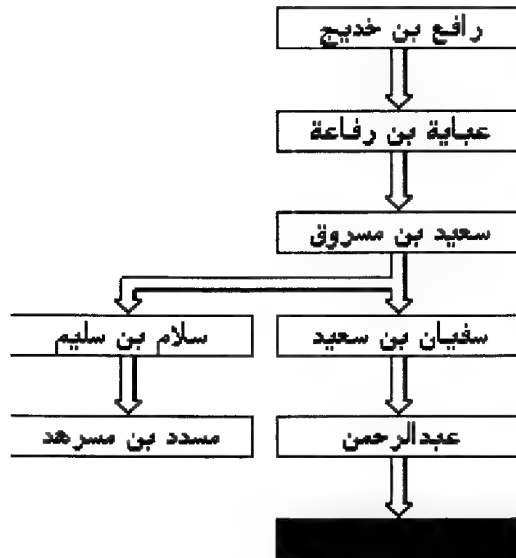 رافع بن خديج
عباية بن رفاعة
سعيد بن مسروق
سفيان بن سعيد
سلام بن سليم
عبدالرحمن
مسدد بن مسرهد